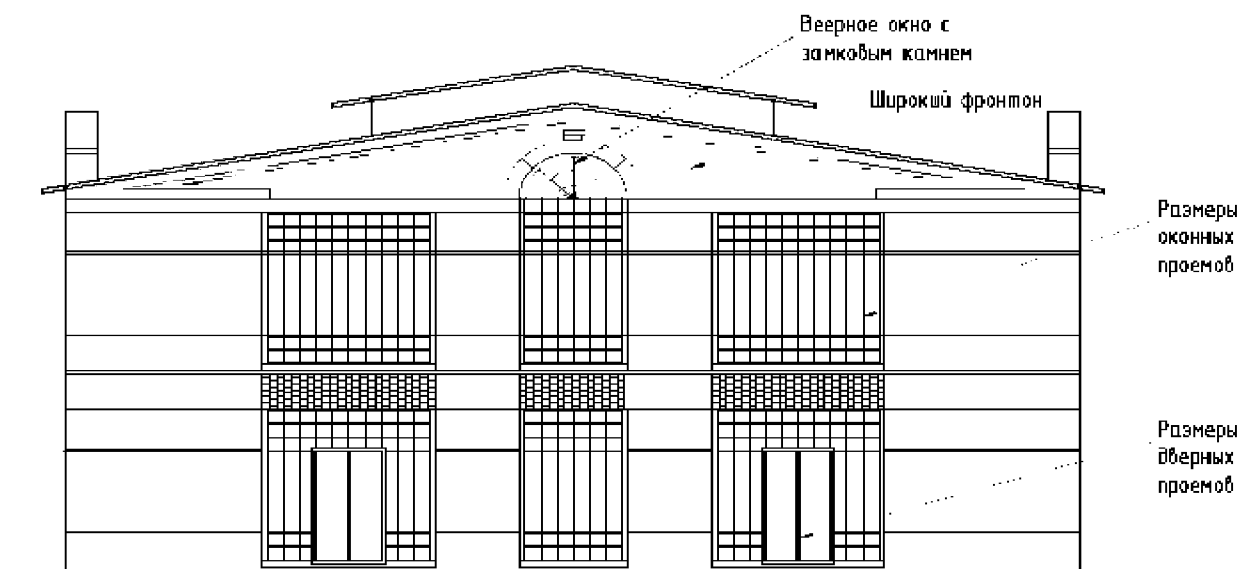 Веерное окно с
замковым камнем
Широкий фронтон
Размеры
оконных
проемов
Размеры
дверных
проемов